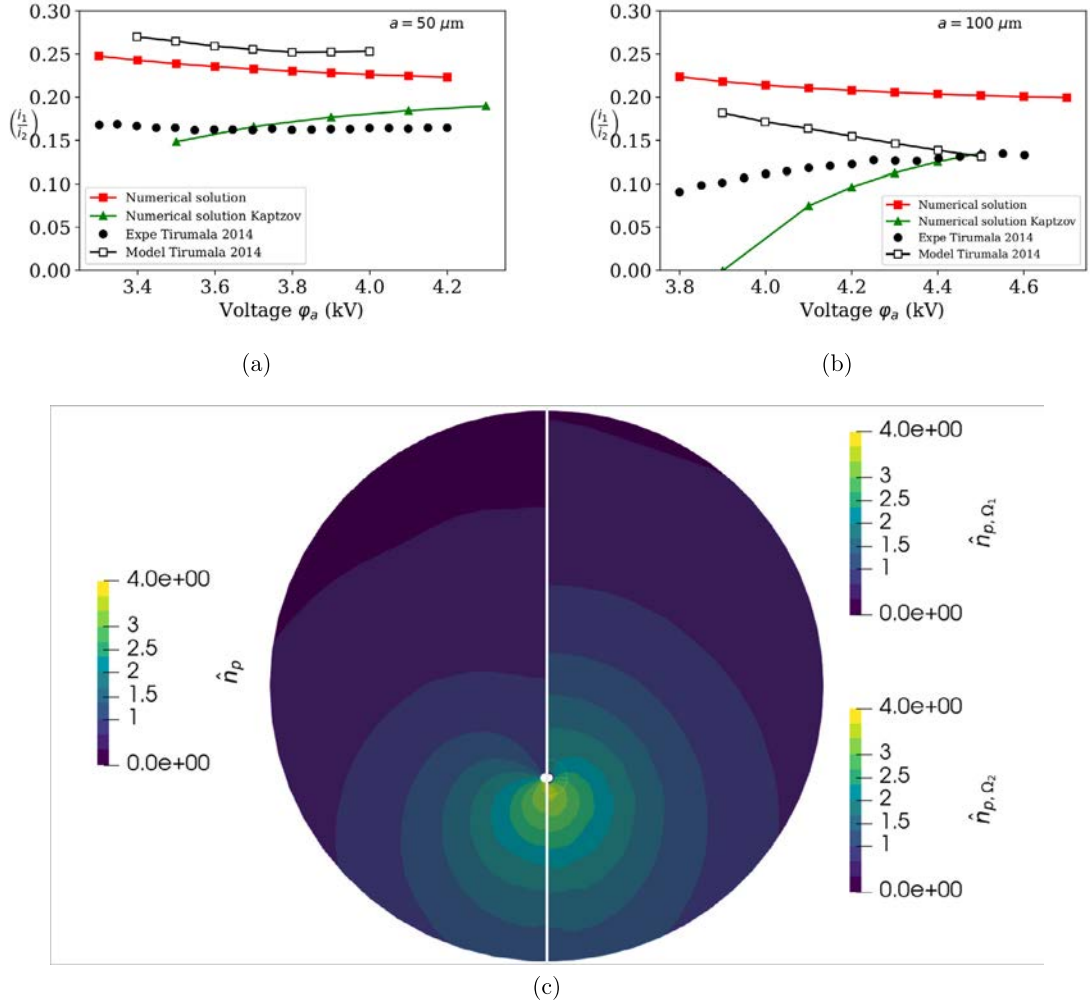 a = 50 μm
0.30
0.25
0.20
(i₁/i₂)
0.15
0.10
0.05
0.00
Numerical solution
Numerical solution Kaptzov
Expe Tirumala 2014
Model Tirumala 2014
3.4 3.6 3.8 4.0 4.2
Voltage φₐ (kV)
(a)
a = 100 μm
0.30
0.25
0.20
(i₁/i₂)
0.15
0.10
0.05
0.00
Numerical solution
Numerical solution Kaptzov
Expe Tirumala 2014
Model Tirumala 2014
3.8 4.0 4.2 4.4 4.6
Voltage φₐ (kV)
(b)
4.0e+00
3
2.5
2
1.5
1
0.0e+00
n̂ₚ
4.0e+00
3
2.5
2
1.5
1
0.0e+00
n̂ₚ, Ω₁
4.0e+00
3
2.5
2
1.5
1
0.0e+00
n̂ₚ, Ω₂
(c)